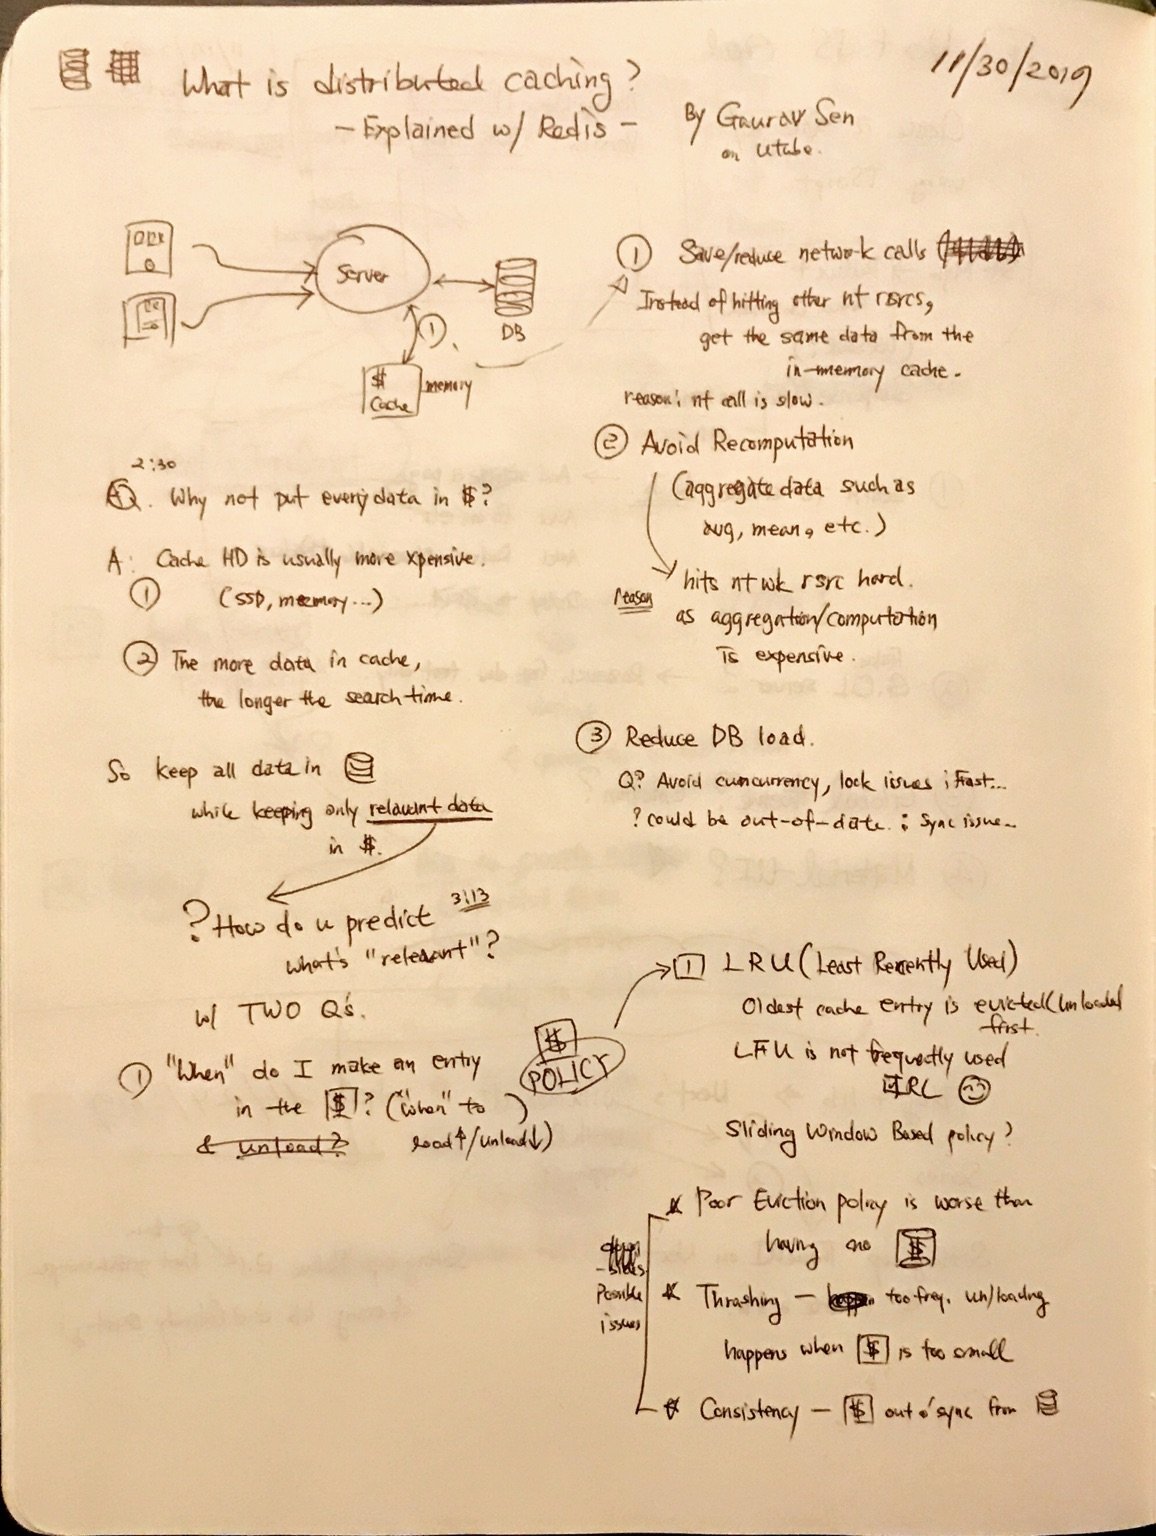 What is distributed caching?
- Explained w/ Redis -
By Gaurav Sen
on Utube.
11/30/2019
Server
DB
①
$
Cache
memory
① Save/reduce network calls
Instead of hitting other nt rsrcs,
get the same data from the
in-memory cache.
reason: nt call is slow.
② Avoid Recomputation
(aggregate data such as
avg, mean, etc.)
hits ntwk rsrc hard.
reason
as aggregation/computation
is expensive.
③ Reduce DB load.
Q? Avoid cuncurrency, lock issues ; Fast...
? could be out-of-date. : Sync issue...
2:30
Q. Why not put every data in $?
A: Cache HD is usually more xpensive.
① (SSD, memory...)
② The more data in cache,
the longer the search time.
So keep all data in
while keeping only relevant data
in $.
? How do u predict 3:13
what's "relevant"?
w/ TWO Q's.
① "When" do I make an entry
in the $? ("when" to )
& unload?
load↑/unload↓)
$
POLICY
1 LRU (Least Recently Used)
Oldest cache entry is evicted(unloaded
first.
LFU is not frequently used
IRL
Sliding Window Based policy?
Possible
issues
* Poor Eviction policy is worse than
having no $
* Thrashing - too freq. un/loading
happens when $ is too small
* Consistency - $ out o' sync from